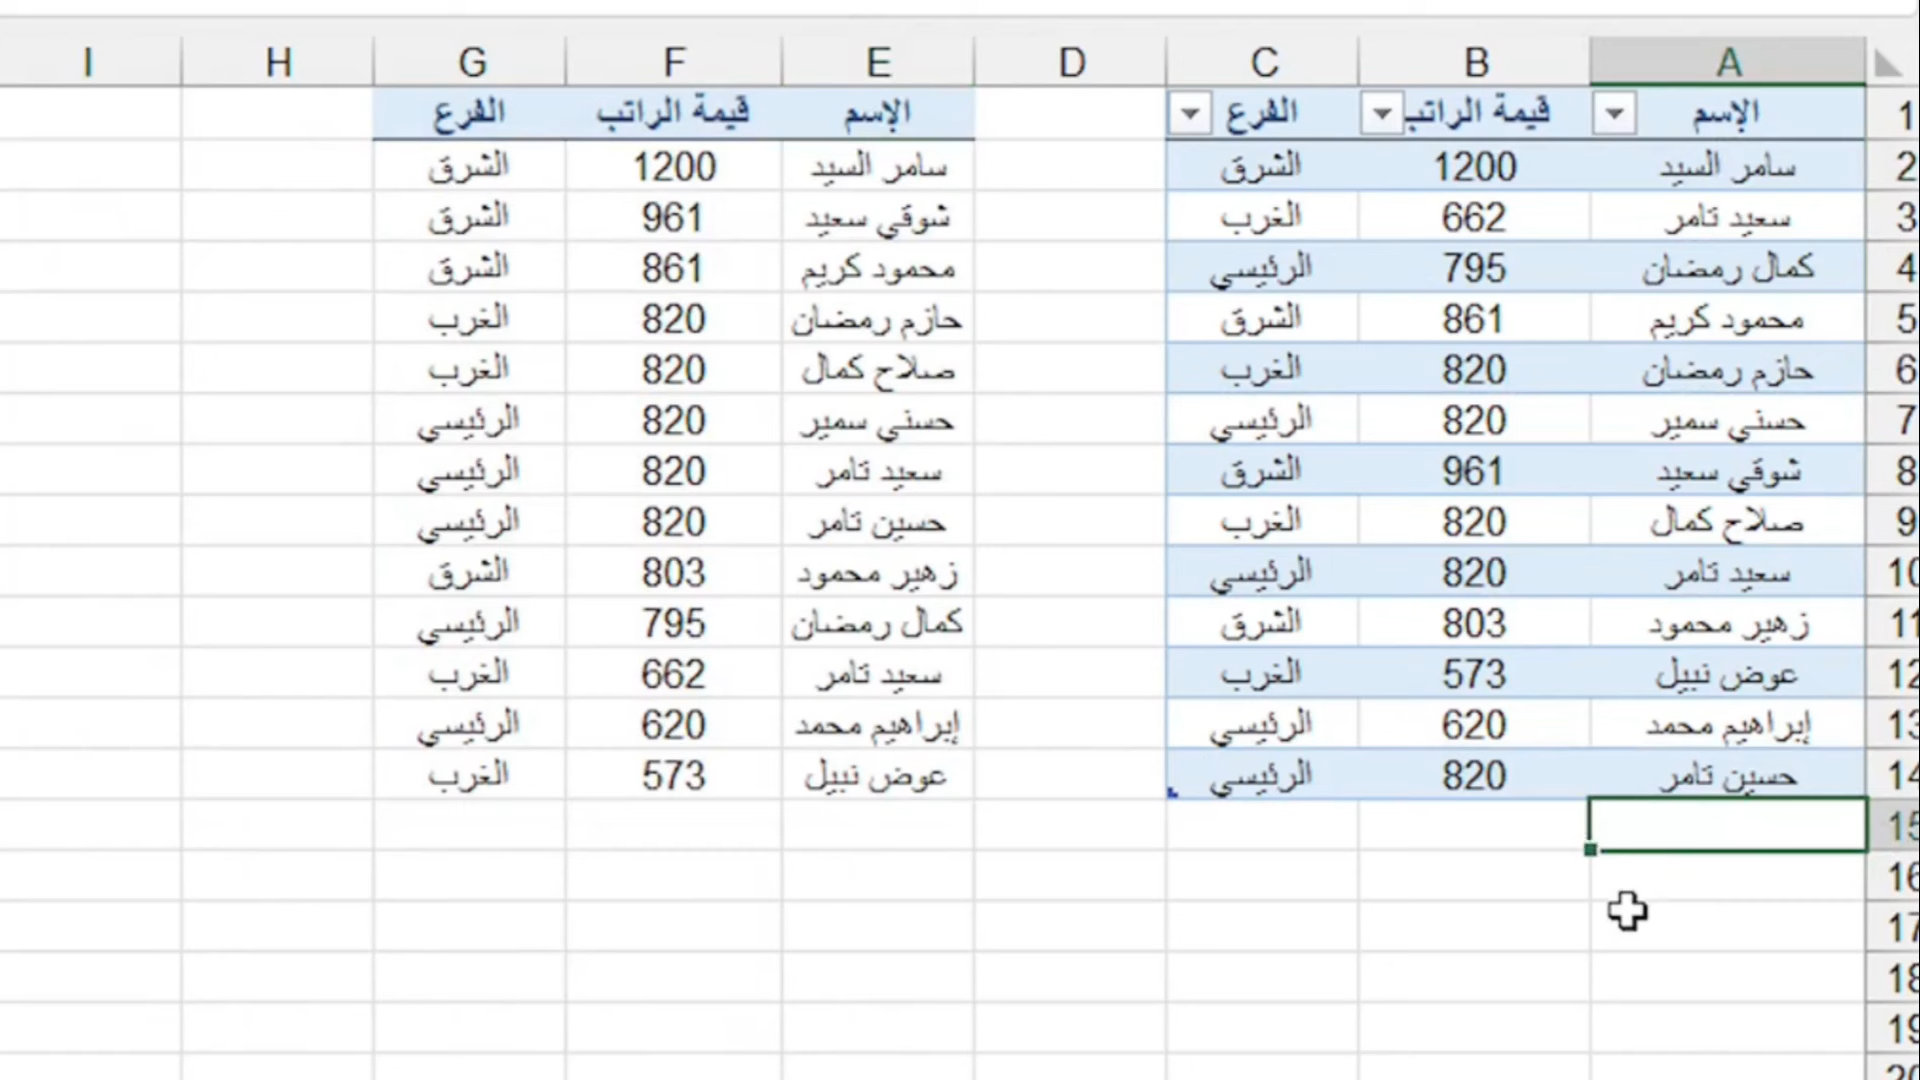 A B C D E F G H I
1 الإسم قيمة الراتب الفرع الإسم قيمة الراتب الفرع
2 سامر السيد 1200 الشرق سامر السيد 1200 الشرق
3 سعيد تامر 662 الغرب شوقي سعيد 961 الشرق
4 كمال رمضان 795 الرئيسي محمود كريم 861 الشرق
5 محمود كريم 861 الشرق حازم رمضان 820 الغرب
6 حازم رمضان 820 الغرب صلاح كمال 820 الغرب
7 حسني سمير 820 الرئيسي حسني سمير 820 الرئيسي
8 شوقي سعيد 961 الشرق سعيد تامر 820 الرئيسي
9 صلاح كمال 820 الغرب حسين تامر 820 الرئيسي
10 سعيد تامر 820 الرئيسي زهير محمود 803 الشرق
11 زهير محمود 803 الشرق كمال رمضان 795 الرئيسي
12 عوض نبيل 573 الغرب سعيد تامر 662 الغرب
13 إبراهيم محمد 620 الرئيسي إبراهيم محمد 620 الرئيسي
14 حسين تامر 820 الرئيسي عوض نبيل 573 الغرب
15
16
17
18
19
20